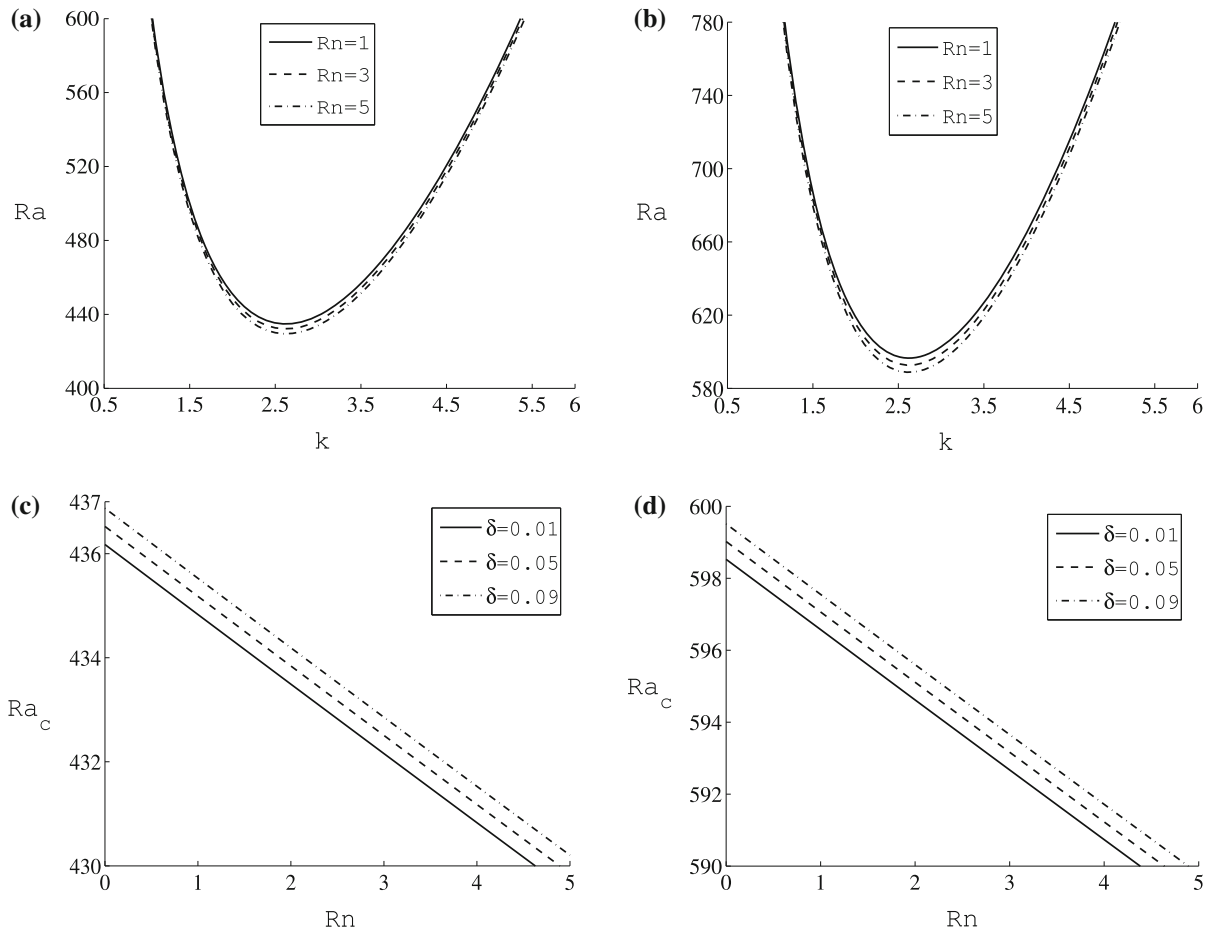 (a)
600
560
520
480
440
400
Ra
0.5 1.5 2.5 3.5 4.5 5.5 6
k
Rn=1
Rn=3
Rn=5
(b)
780
740
700
660
620
580
Ra
0.5 1.5 2.5 3.5 4.5 5.5 6
k
Rn=1
Rn=3
Rn=5
(c)
437
436
434
432
430
Ra_c
0 1 2 3 4 5
Rn
δ=0.01
δ=0.05
δ=0.09
(d)
600
598
596
594
592
590
Ra_c
0 1 2 3 4 5
Rn
δ=0.01
δ=0.05
δ=0.09